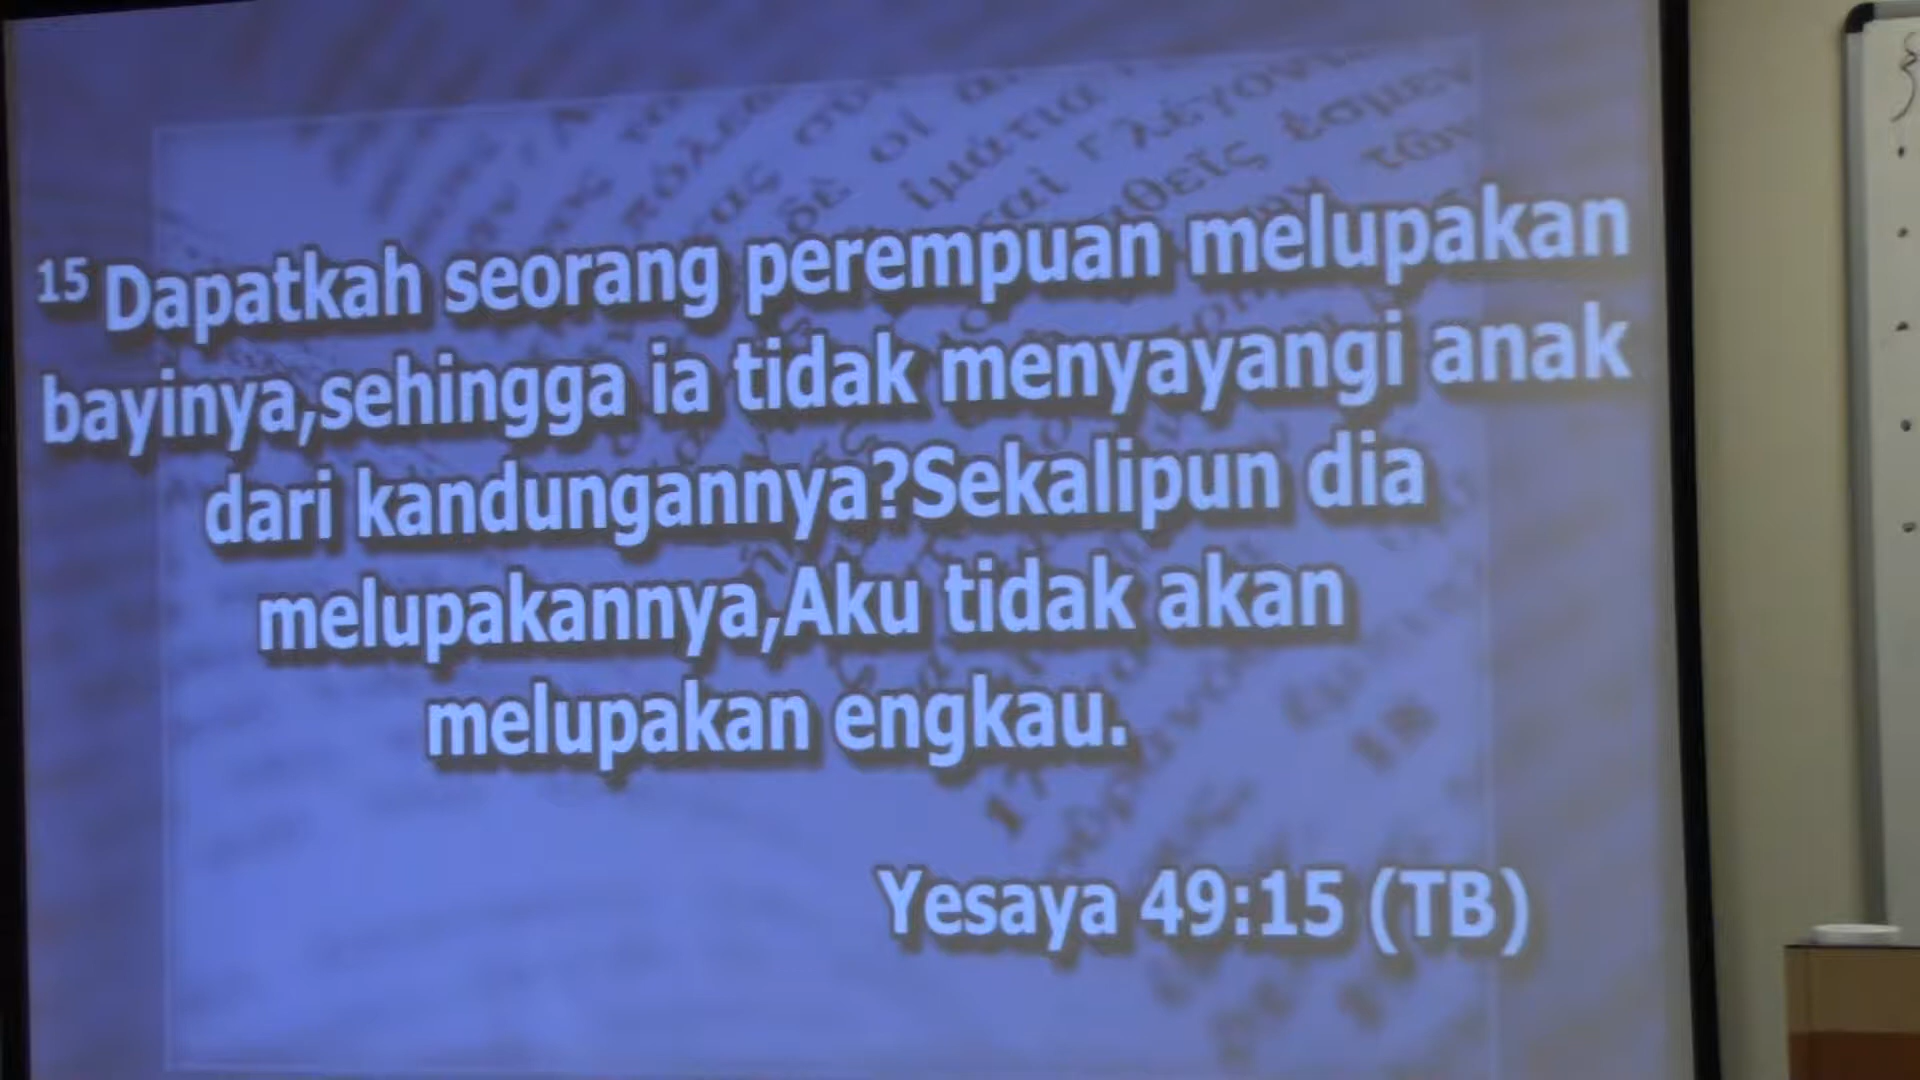 15 Dapatkah seorang perempuan melupakan
bayinya,sehingga ia tidak menyayangi anak
dari kandungannya?Sekalipun dia
melupakannya,Aku tidak akan
melupakan engkau.
Yesaya 49:15 (TB)